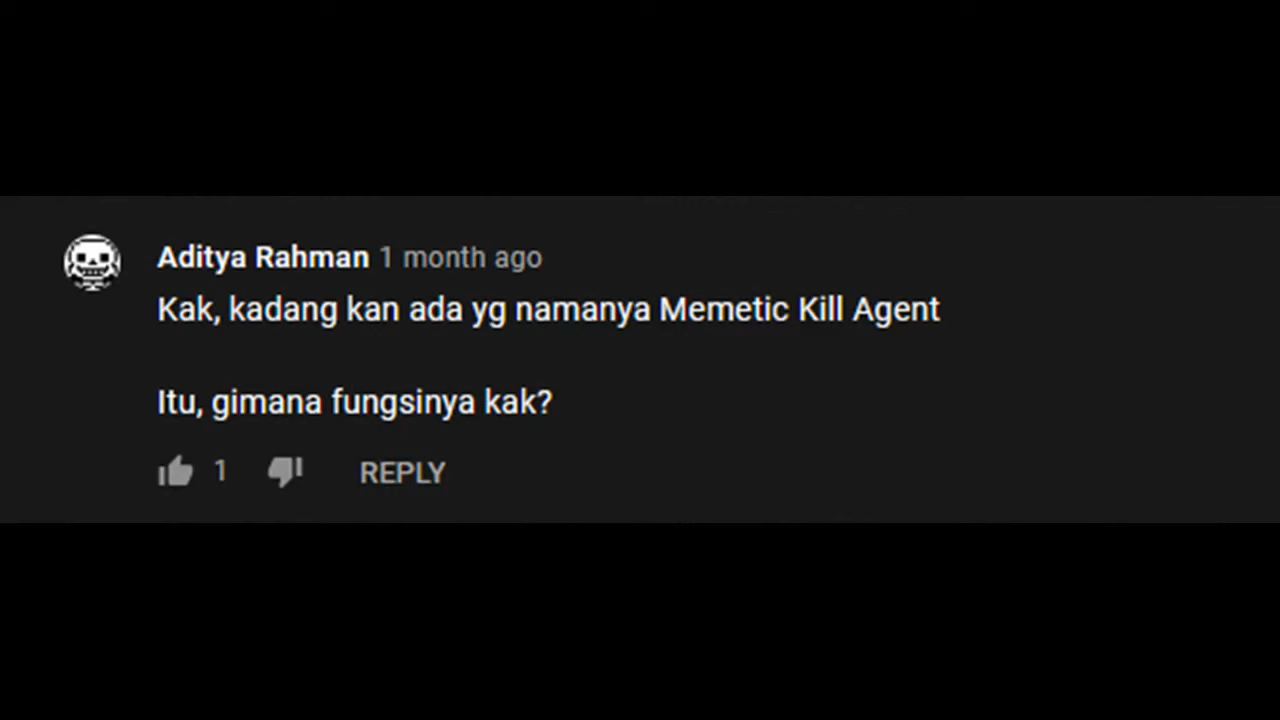 Aditya Rahman 1 month ago
Kak, kadang kan ada yg namanya Memetic Kill Agent
Itu, gimana fungsinya kak?
1 REPLY